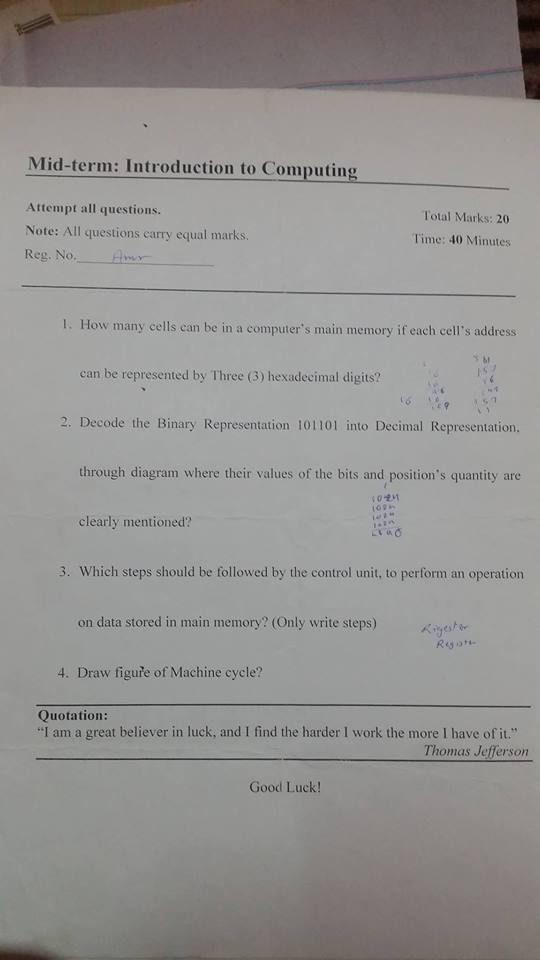 Mid-term: Introduction to Computing
Attempt all questions.
Total Marks: 20
Note: All questions carry equal marks.
Time: 40 Minutes
Reg. No. Amr
1. How many cells can be in a computer's main memory if each cell's address
can be represented by Three (3) hexadecimal digits?
16
2. Decode the Binary Representation 101101 into Decimal Representation,
through diagram where their values of the bits and position's quantity are
clearly mentioned?
3. Which steps should be followed by the control unit, to perform an operation
on data stored in main memory? (Only write steps)
Rigester
Register
4. Draw figure of Machine cycle?
Quotation:
“I am a great believer in luck, and I find the harder I work the more I have of it.”
Thomas Jefferson
Good Luck!